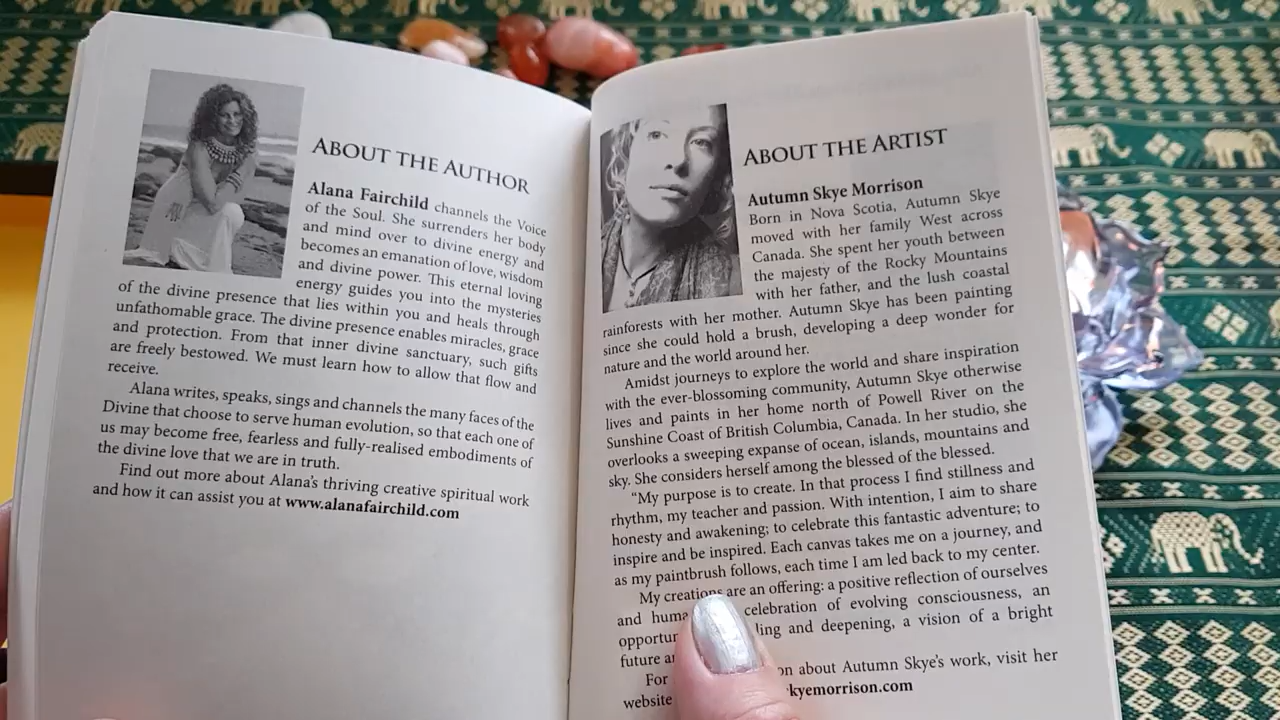 ABOUT THE AUTHOR
Alana Fairchild channels the Voice
of the Soul. She surrenders her body
and mind over to divine energy and
becomes an emanation of love, wisdom
and divine power. This eternal loving
energy guides you into the mysteries
of the divine presence that lies within you and heals through
unfathomable grace. The divine presence enables miracles, grace
and protection. From that inner divine sanctuary, such gifts
are freely bestowed. We must learn how to allow that flow and
receive.
Alana writes, speaks, sings and channels the many faces of the
Divine that choose to serve human evolution, so that each one of
us may become free, fearless and fully-realised embodiments of
the divine love that we are in truth.
Find out more about Alana's thriving creative spiritual work
and how it can assist you at www.alanafairchild.com
ABOUT THE ARTIST
Autumn Skye Morrison
Born in Nova Scotia, Autumn Skye
moved with her family West across
Canada. She spent her youth between
the majesty of the Rocky Mountains
with her father, and the lush coastal
rainforests with her mother. Autumn Skye has been painting
since she could hold a brush, developing a deep wonder for
nature and the world around her.
Amidst journeys to explore the world and share inspiration
with the ever-blossoming community, Autumn Skye otherwise
lives and paints in her home north of Powell River on the
Sunshine Coast of British Columbia, Canada. In her studio, she
overlooks a sweeping expanse of ocean, islands, mountains and
sky. She considers herself among the blessed of the blessed.
"My purpose is to create. In that process I find stillness and
rhythm, my teacher and passion. With intention, I aim to share
honesty and awakening; to celebrate this fantastic adventure; to
inspire and be inspired. Each canvas takes me on a journey, and
as my paintbrush follows, each time I am led back to my center.
My creations are an offering: a positive reflection of ourselves
and celebration of evolving consciousness, an
and deepening, a vision of a bright
future
For about Autumn Skye's work, visit her
website kyemorrison.com